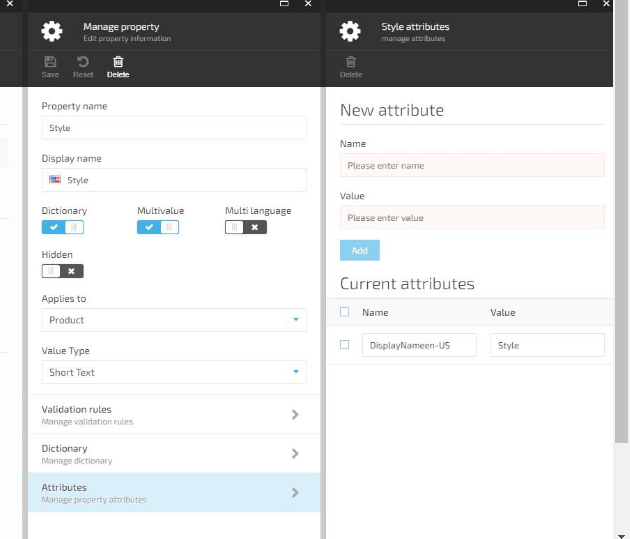 Manage property
Edit property information
Save Reset Delete
Property name
Style
Display name
Style
Dictionary Multivalue Multi language
Hidden
Applies to
Product
Value Type
Short Text
Validation rules
Manage validation rules
Dictionary
Manage dictionary
Attributes
Manage property attributes
Style attributes
manage attributes
Delete
New attribute
Name
Please enter name
Value
Please enter value
Add
Current attributes
Name Value
DisplayNameen-US Style